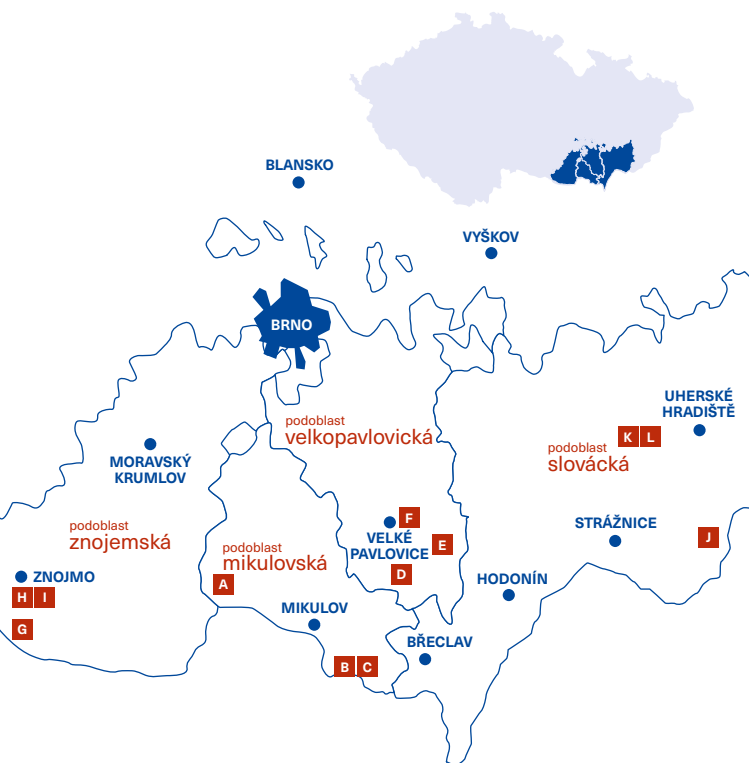 BLANSKO
VYŠKOV
BRNO
UHERSKÉ
HRADIŠTĚ
podoblast
velkopavlovická
K L
podoblast
slovácká
MORAVSKÝ
KRUMLOV
podoblast
znojemská
F
VELKÉ
PAVLOVICE
E
STRÁŽNICE
J
podoblast
mikulovská
A
D
ZNOJMO
H I
G
HODONÍN
MIKULOV
BŘECLAV
B C